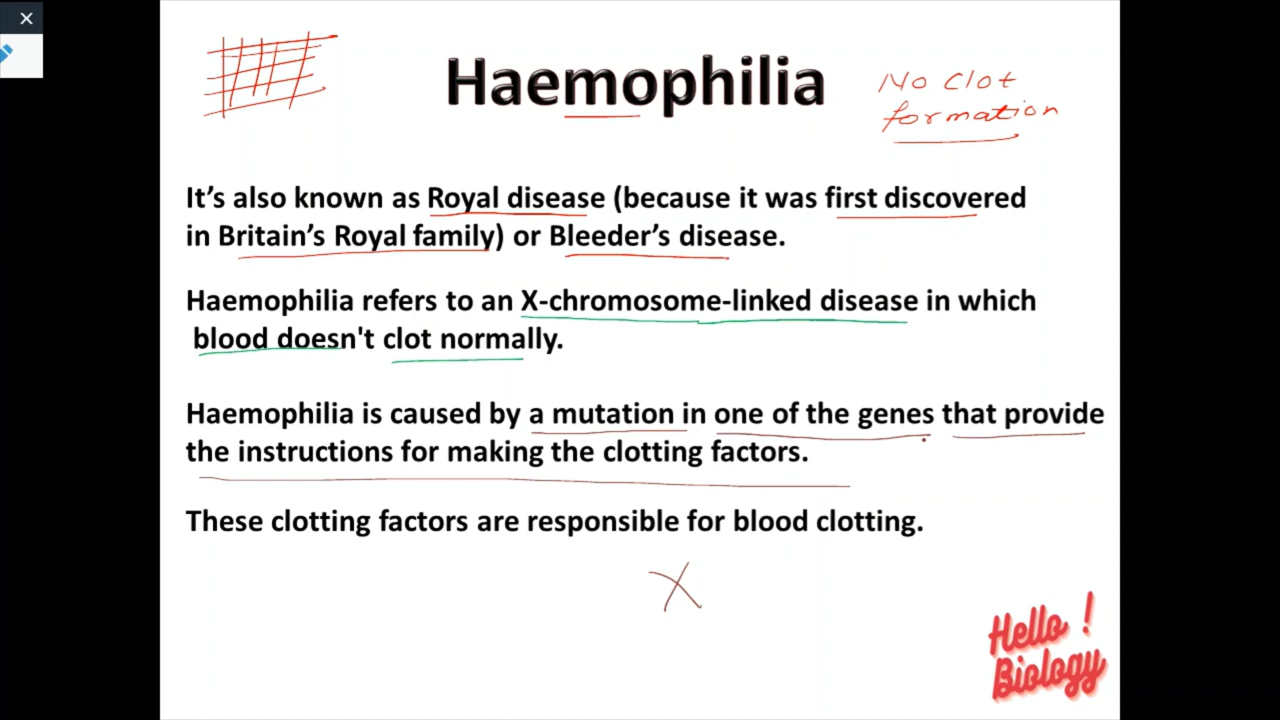 Haemophilia
No clot
formation
It's also known as Royal disease (because it was first discovered
in Britain's Royal family) or Bleeder's disease.
Haemophilia refers to an X-chromosome-linked disease in which
blood doesn't clot normally.
Haemophilia is caused by a mutation in one of the genes that provide
the instructions for making the clotting factors.
These clotting factors are responsible for blood clotting.
X
Hello !
Biology